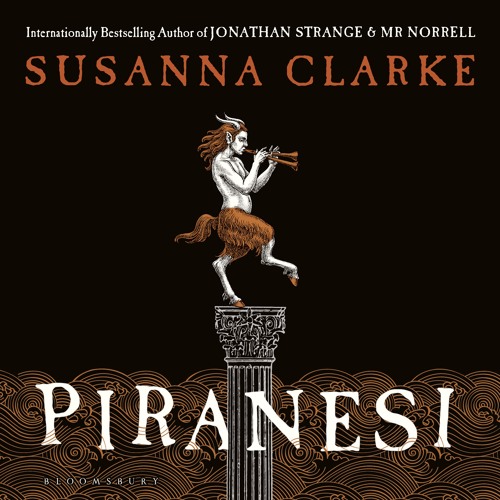 Internationally Bestselling Author of JONATHAN STRANGE & MR NORRELL
SUSANNA CLARKE
PIRANESI
BLOOMSBURY